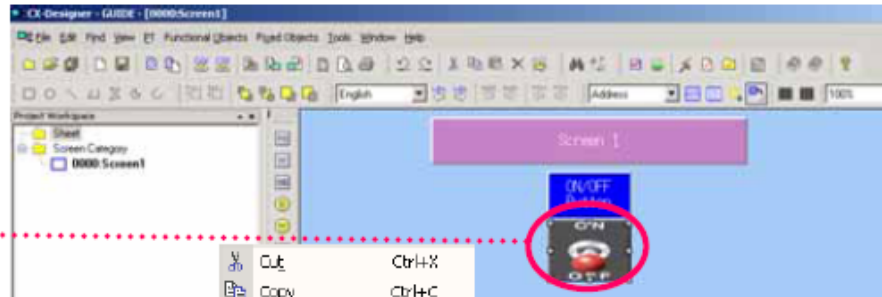 CX-Designer - GUIDE - [0000:Screen1]
File Edit Find View PT Functional Objects Fixed Objects Tools Window Help
English
Address
100%
Project Workspace
Sheet
Screen Category
0000:Screen1
Screen 1
ON/OFF
Button
ON
OFF
Cut Ctrl+X
Copy Ctrl+C